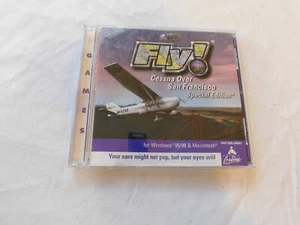 Fly!
Cessna Over
San Francisco
Special Edition
GAMES
for Windows® 95/98 & Macintosh®
Your ears might not pop, but your eyes will